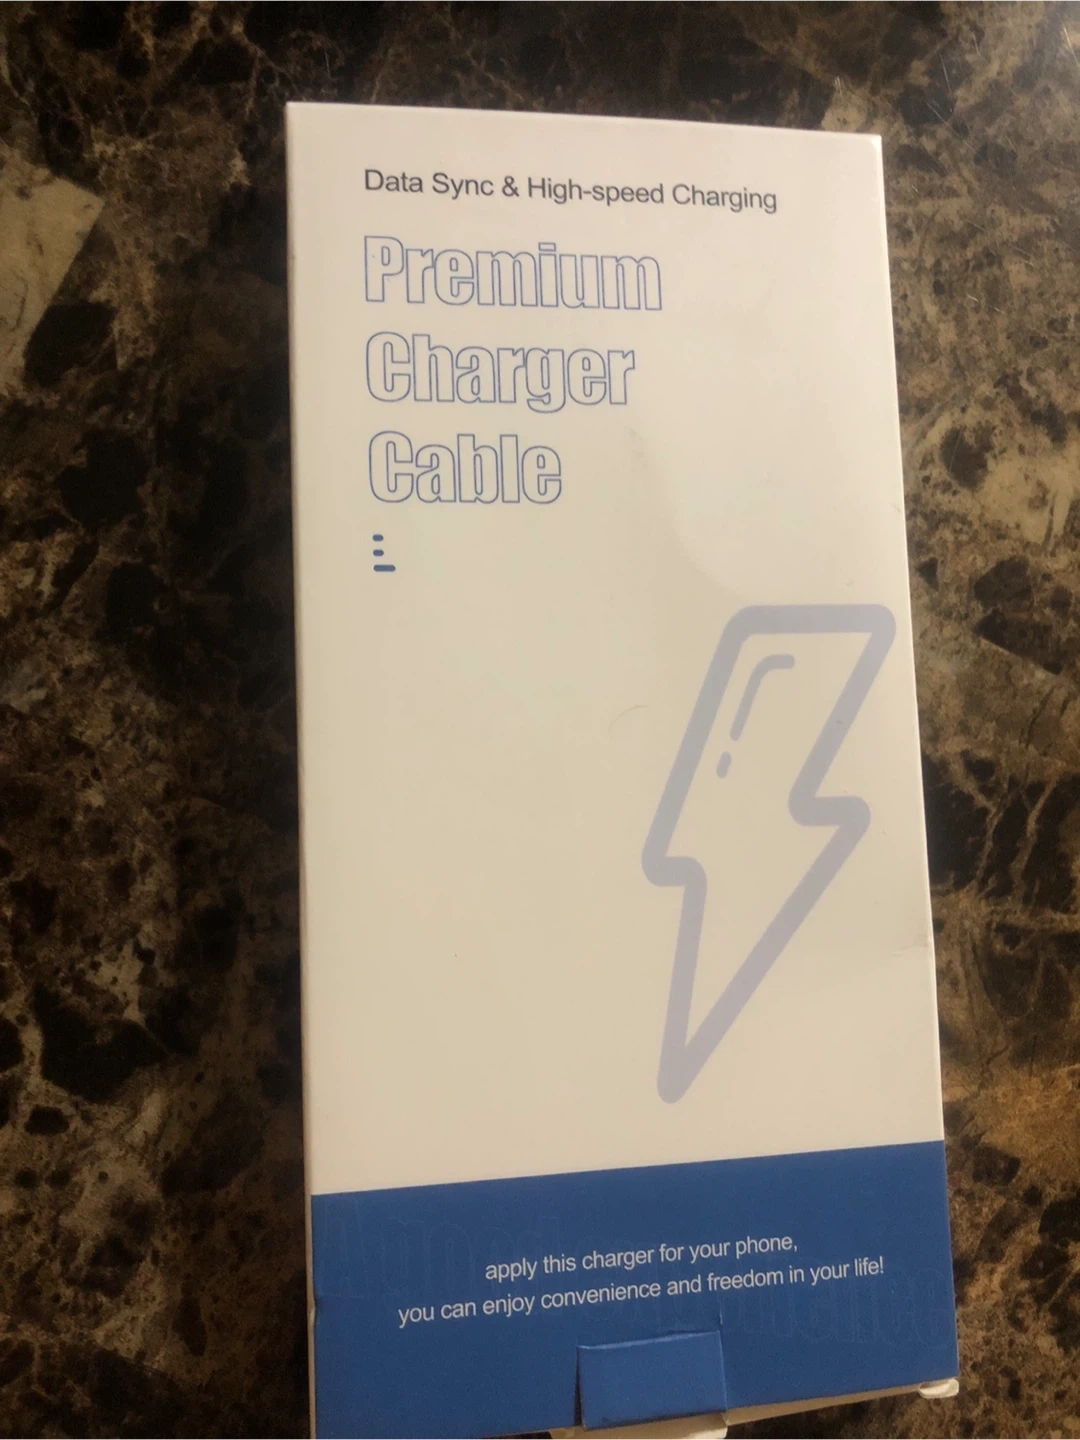 Data Sync & High-speed Charging
Premium
Charger
Cable
apply this charger for your phone,
you can enjoy convenience and freedom in your life!